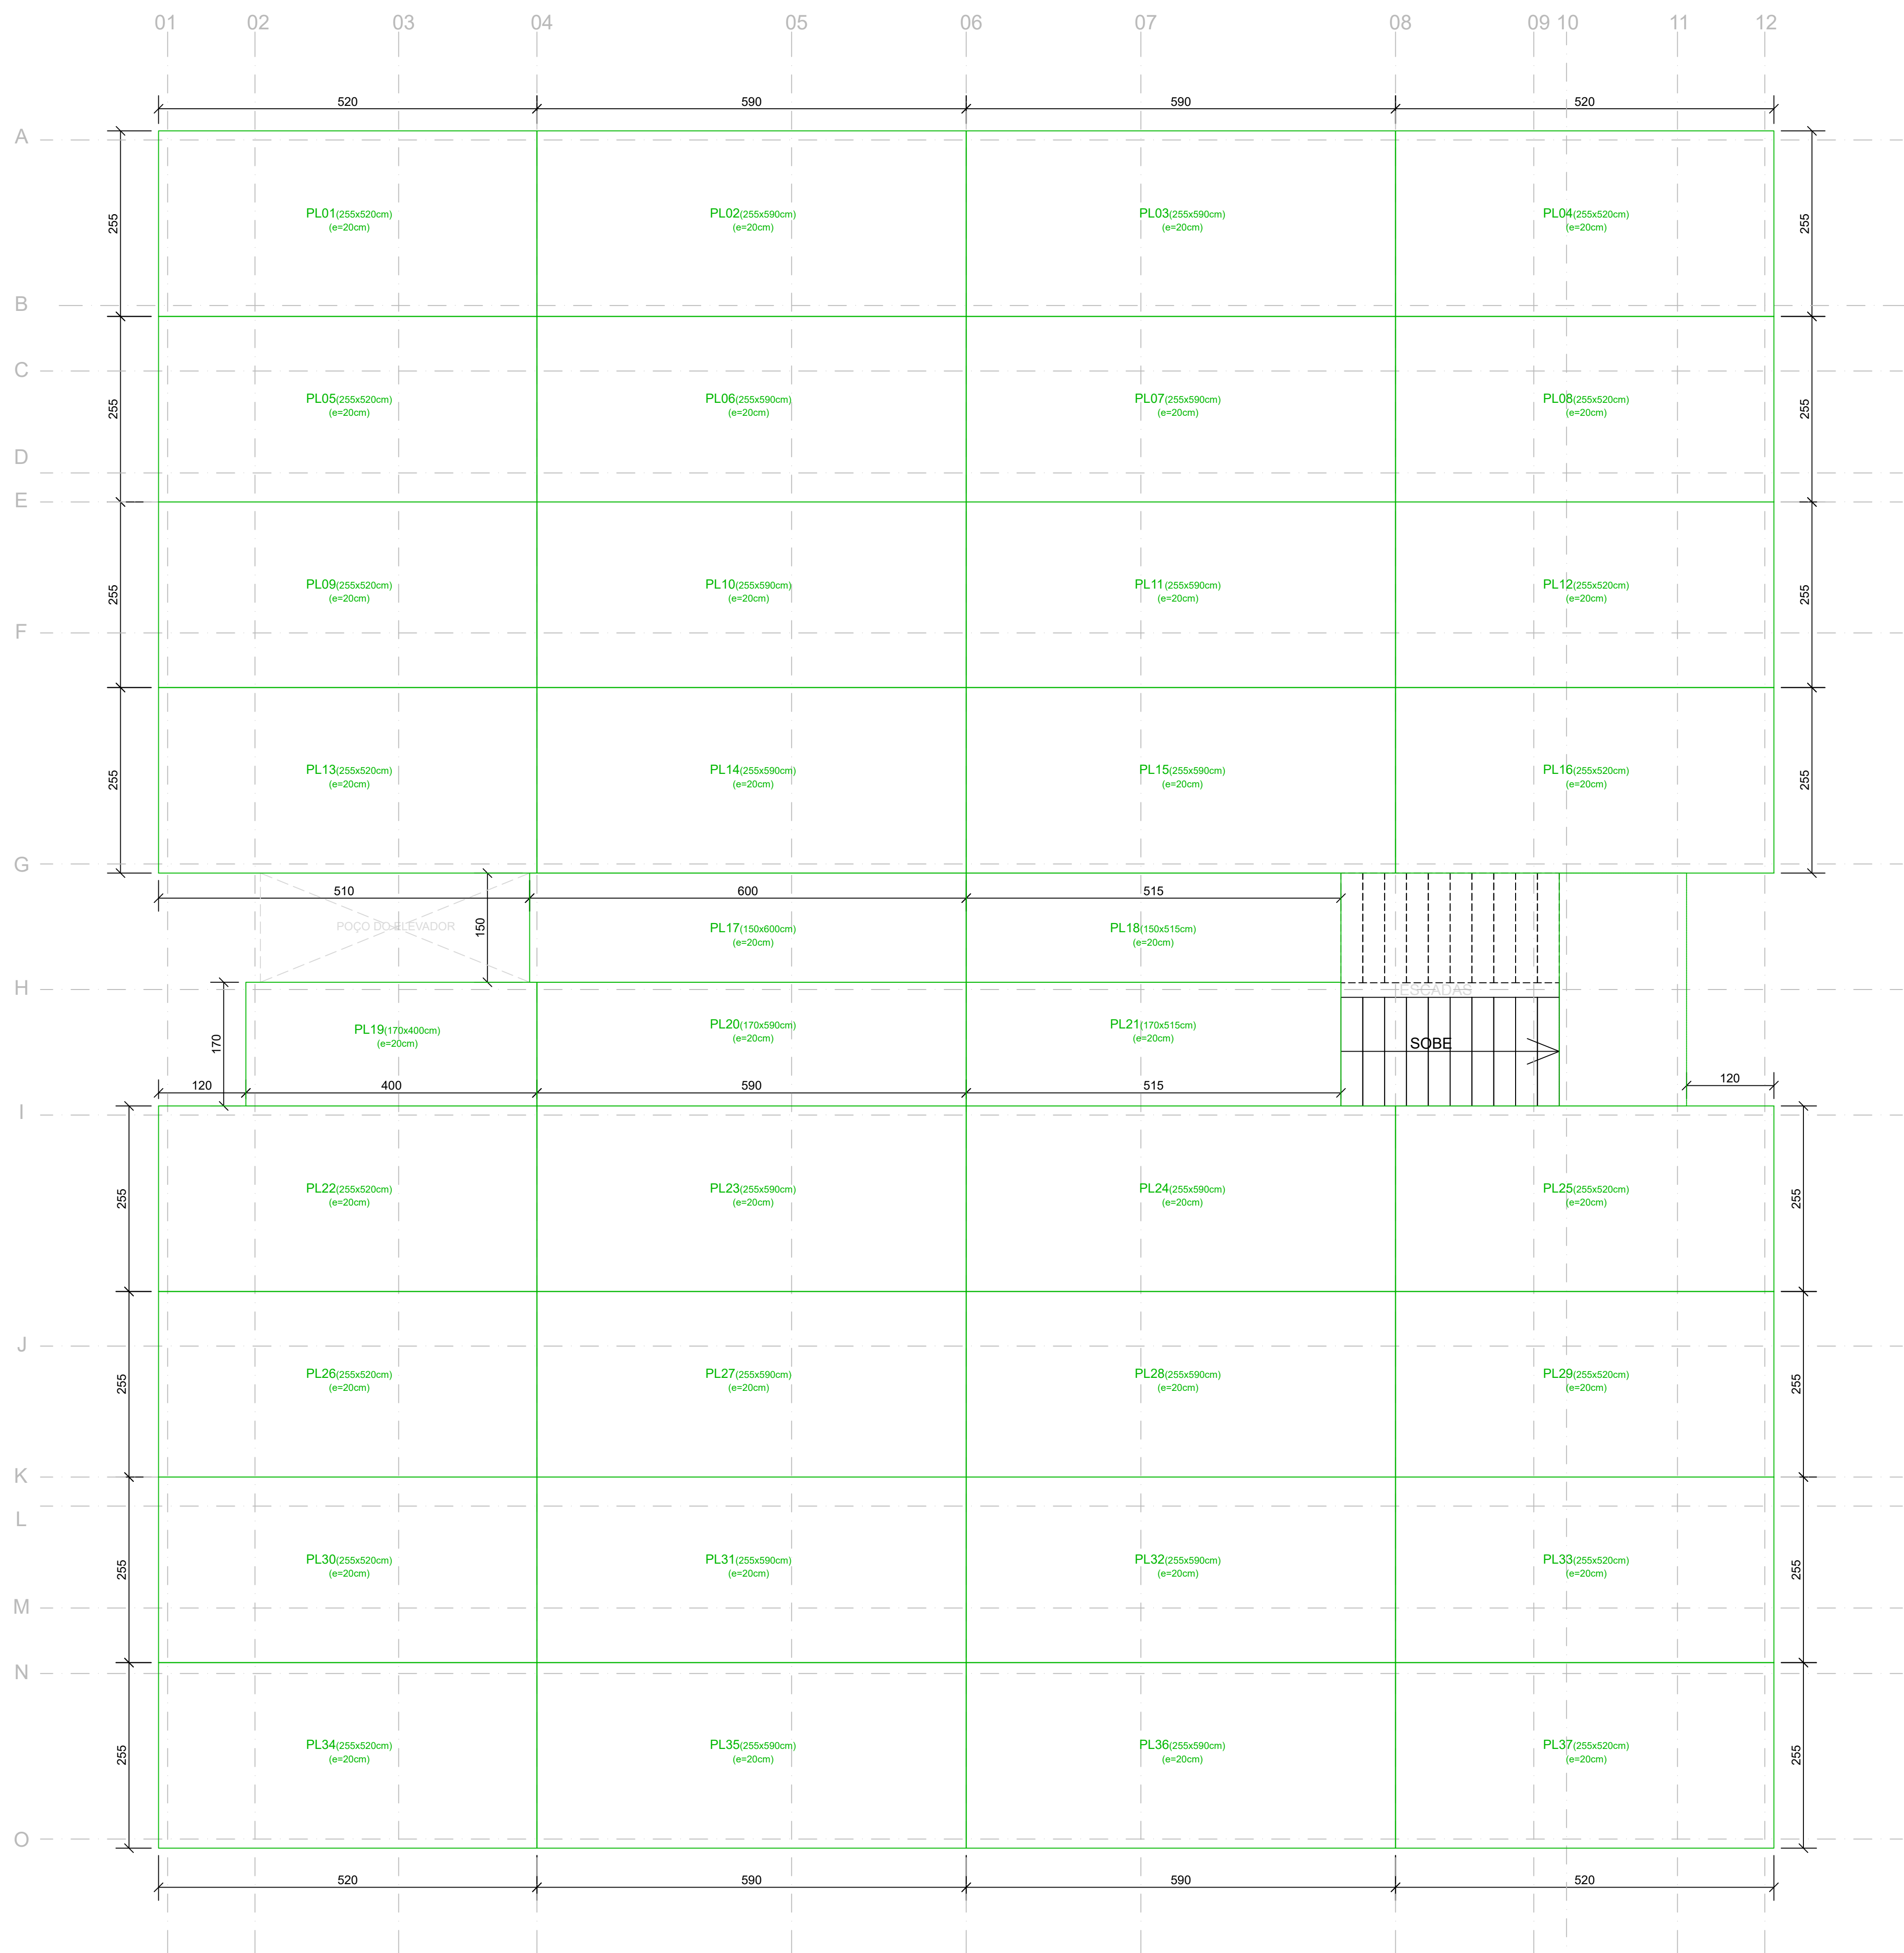 01 02 03 04 05 06 07 08 09 10 11 12
520 590 590 520
A
255 PL01(255x520cm) PL02(255x590cm) PL03(255x590cm) PL04(255x520cm) 255
(e=20cm) (e=20cm) (e=20cm) (e=20cm)
B
C
255 PL05(255x520cm) PL06(255x590cm) PL07(255x590cm) PL08(255x520cm) 255
(e=20cm) (e=20cm) (e=20cm) (e=20cm)
D
E
255 PL09(255x520cm) PL10(255x590cm) PL11(255x590cm) PL12(255x520cm) 255
(e=20cm) (e=20cm) (e=20cm) (e=20cm)
F
255 PL13(255x520cm) PL14(255x590cm) PL15(255x590cm) PL16(255x520cm) 255
(e=20cm) (e=20cm) (e=20cm) (e=20cm)
G
510 600 515
POÇO DO ELEVADOR 150 PL17(150x600cm) PL18(150x515cm)
(e=20cm) (e=20cm)
H ESCADAS
170 PL19(170x400cm) PL20(170x590cm) PL21(170x515cm) SOBE
(e=20cm) (e=20cm) (e=20cm)
120 400 590 515 120
I
255 PL22(255x520cm) PL23(255x590cm) PL24(255x590cm) PL25(255x520cm) 255
(e=20cm) (e=20cm) (e=20cm) (e=20cm)
J
255 PL26(255x520cm) PL27(255x590cm) PL28(255x590cm) PL29(255x520cm) 255
(e=20cm) (e=20cm) (e=20cm) (e=20cm)
K
L
255 PL30(255x520cm) PL31(255x590cm) PL32(255x590cm) PL33(255x520cm) 255
(e=20cm) (e=20cm) (e=20cm) (e=20cm)
M
N
255 PL34(255x520cm) PL35(255x590cm) PL36(255x590cm) PL37(255x520cm) 255
(e=20cm) (e=20cm) (e=20cm) (e=20cm)
O
520 590 590 520